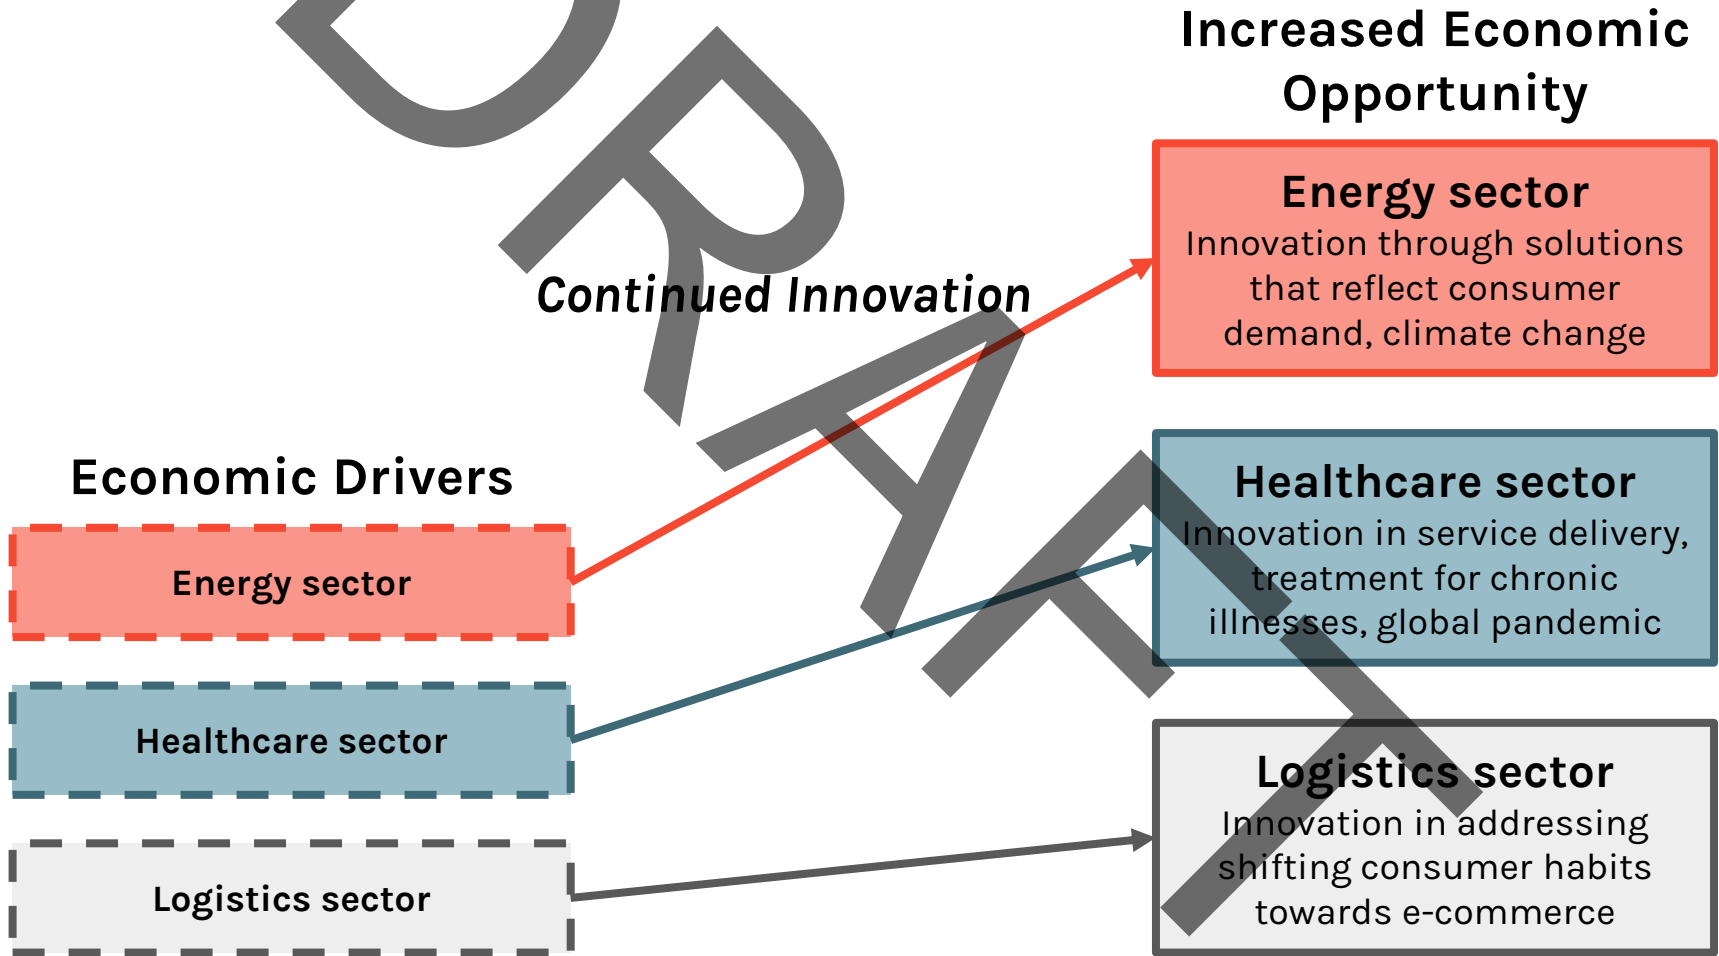 Increased Economic
Opportunity
Energy sector
Innovation through solutions
that reflect consumer
demand, climate change
Continued Innovation
Healthcare sector
Innovation in service delivery,
treatment for chronic
illnesses, global pandemic
Economic Drivers
Energy sector
Healthcare sector
Logistics sector
Logistics sector
Innovation in addressing
shifting consumer habits
towards e-commerce
DRAFT